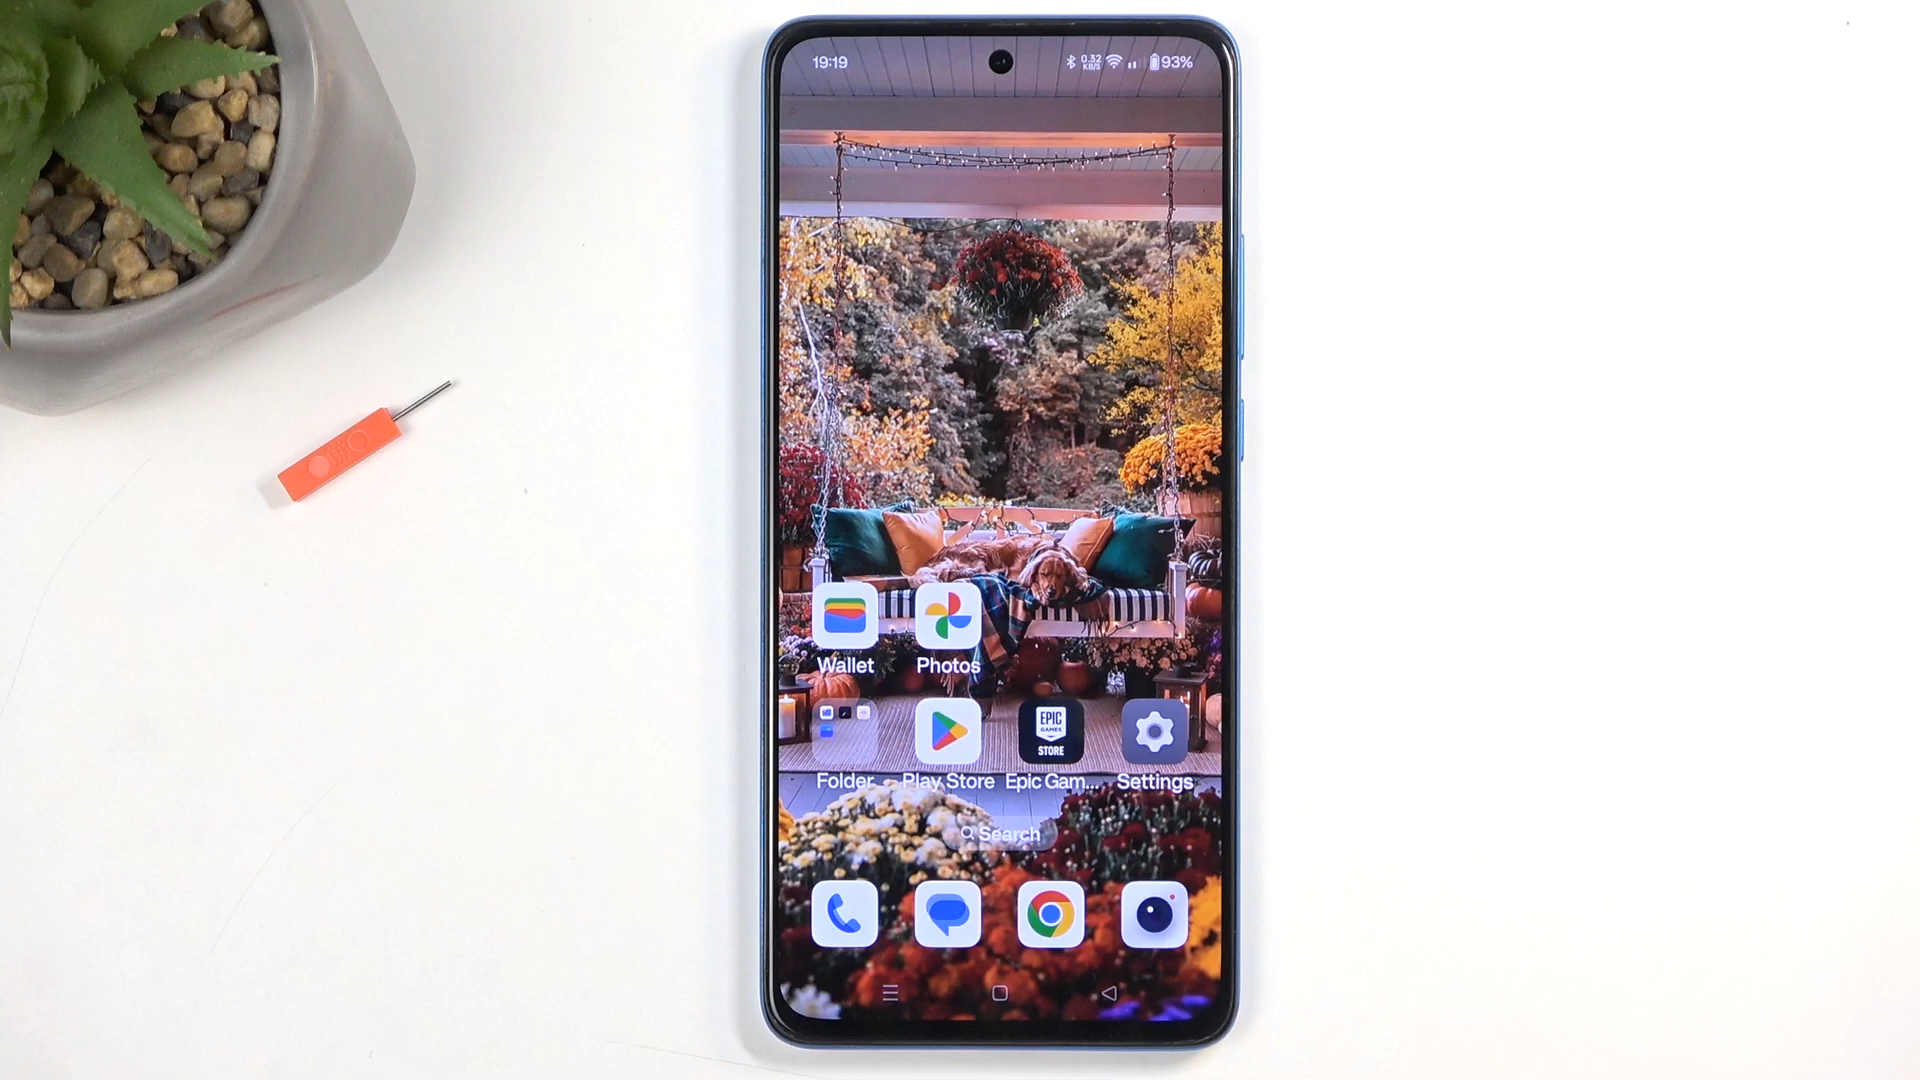 19:19
0.32
KB/S
93%
Wallet
Photos
EPIC
GAMES
STORE
Folder
Play Store
Epic Gam...
Settings
Search